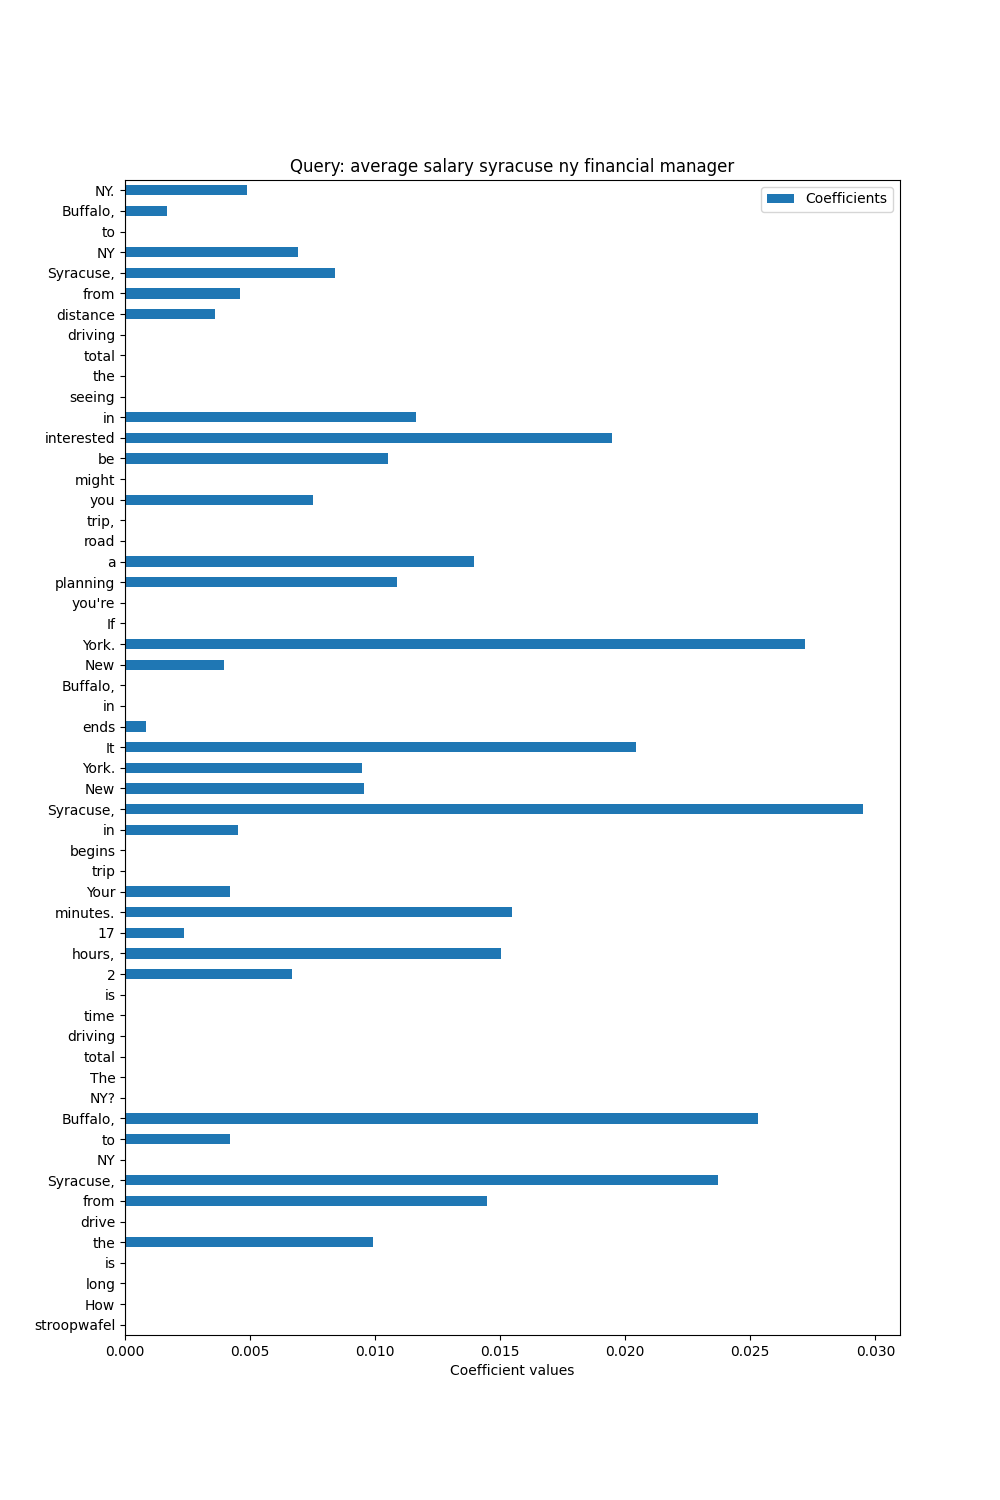 Query: average salary syracuse ny financial manager
Coefficients
NY.
Buffalo,
to
NY
Syracuse,
from
distance
driving
total
the
seeing
in
interested
be
might
you
trip,
road
a
planning
you're
If
York.
New
Buffalo,
in
ends
It
York.
New
Syracuse,
in
begins
trip
Your
minutes.
17
hours,
2
is
time
driving
total
The
NY?
Buffalo,
to
NY
Syracuse,
from
drive
the
is
long
How
stroopwafel
0.000 0.005 0.010 0.015 0.020 0.025 0.030
Coefficient values